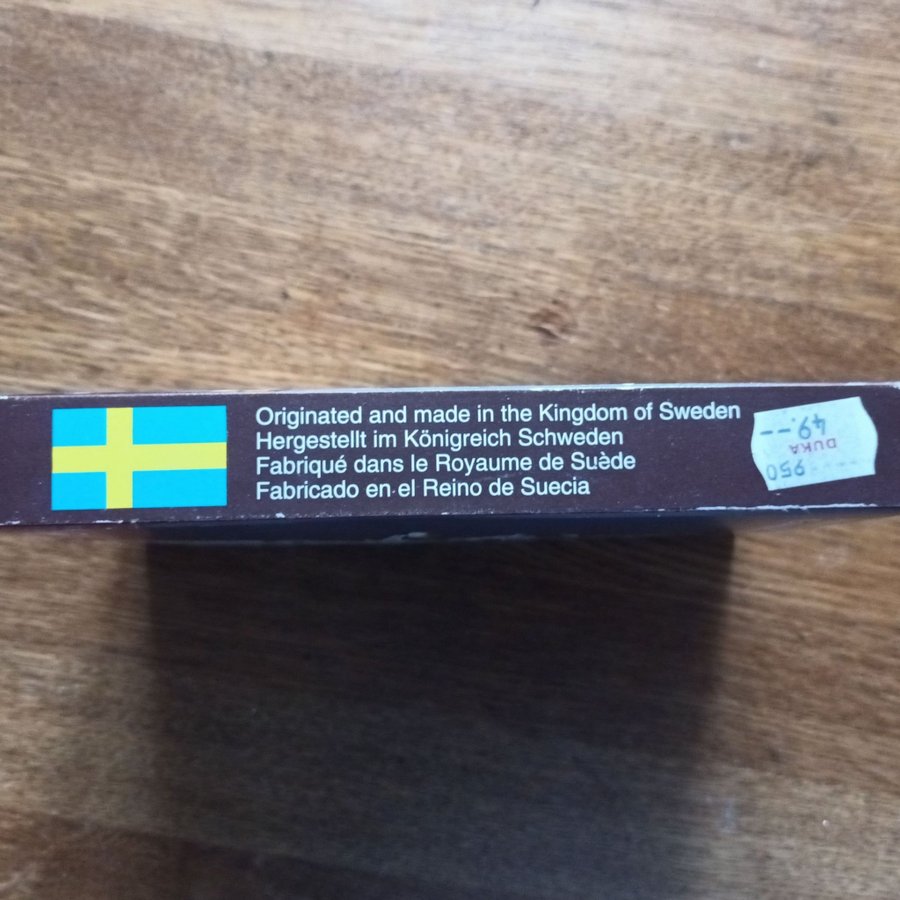 Originated and made in the Kingdom of Sweden
Hergestellt im Königreich Schweden
Fabriqué dans le Royaume de Suède
Fabricado en el Reino de Suecia
950
DUKA
49.--